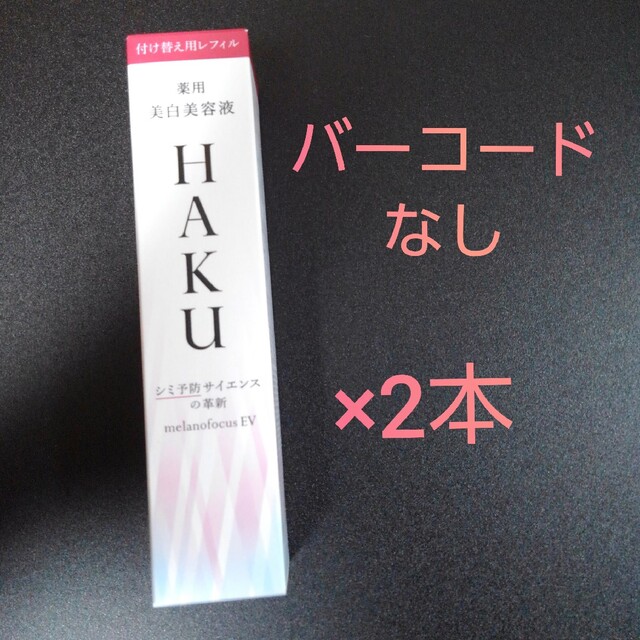 付け替え用レフィル
薬用
美白美容液
HAKU
シミ予防サイエンス
の革新
melanofocus EV
バーコード
なし
×2本